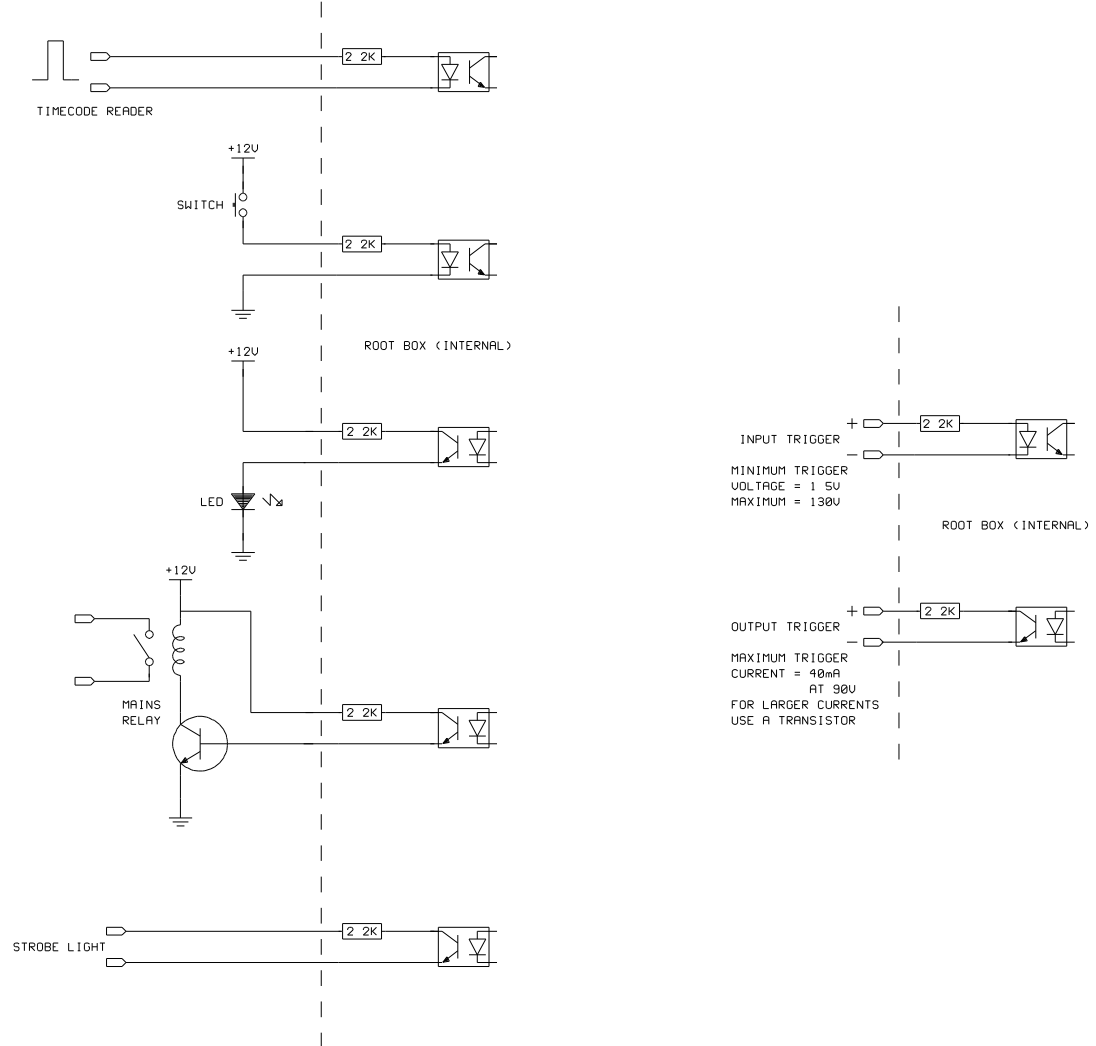 2 2K
TIMECODE READER
+12V
SWITCH
2 2K
ROOT BOX (INTERNAL)
+12V
2 2K
LED
+12V
MAINS
RELAY
2 2K
STROBE LIGHT
2 2K
+
2 2K
INPUT TRIGGER
−
MINIMUM TRIGGER
VOLTAGE = 1 5V
MAXIMUM = 130V
ROOT BOX (INTERNAL)
+
2 2K
OUTPUT TRIGGER
−
MAXIMUM TRIGGER
CURRENT = 40mA
AT 90V
FOR LARGER CURRENTS
USE A TRANSISTOR